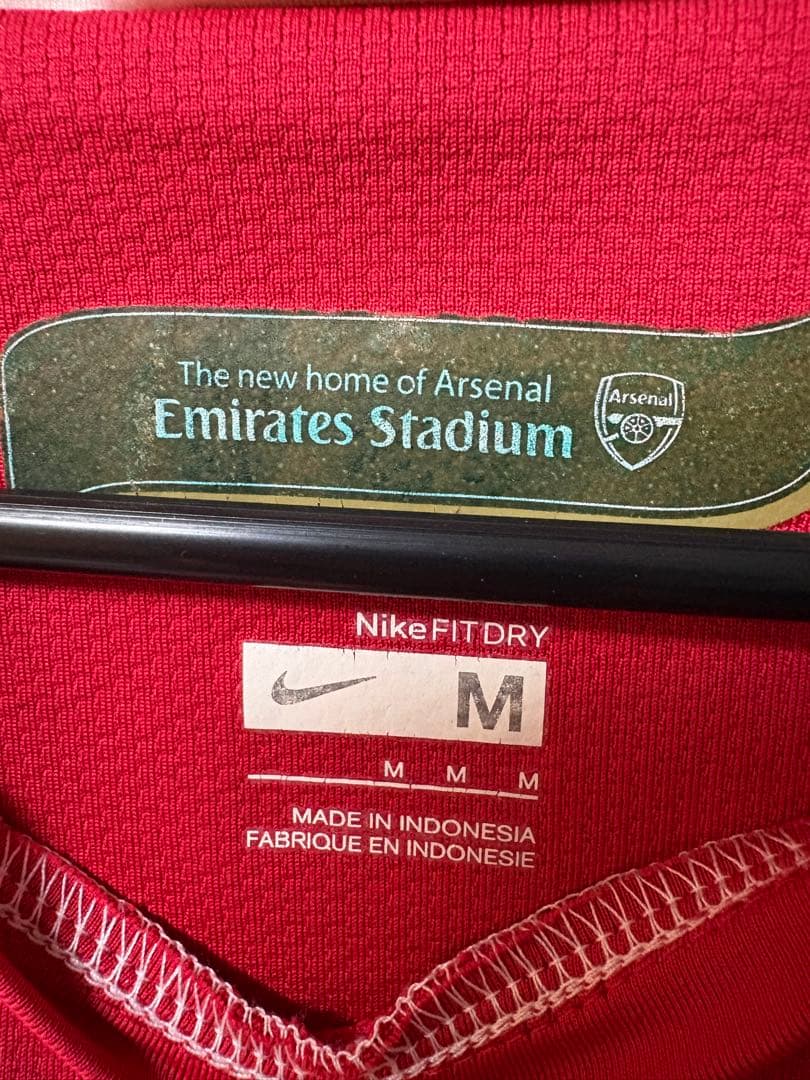 The new home of Arsenal
Emirates Stadium
Arsenal
NikeFITDRY
M
M M M
MADE IN INDONESIA
FABRIQUE EN INDONESIE